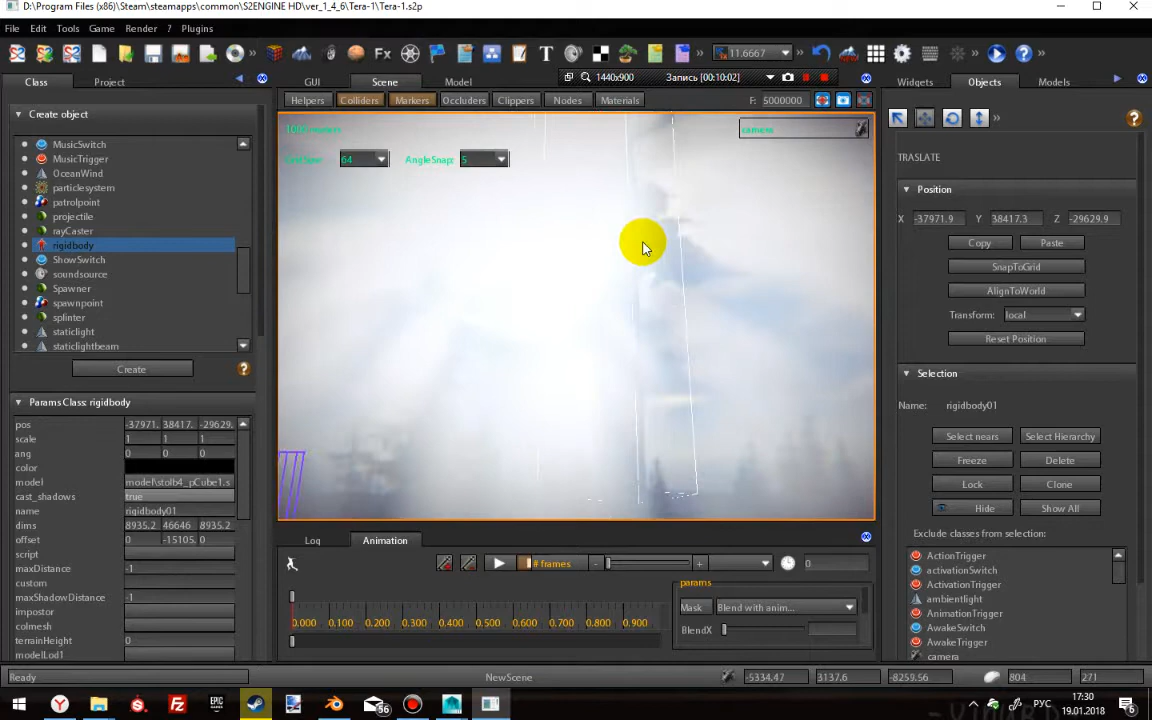 D:\Program Files (x86)\Steam\steamapps\common\S2ENGINE HD\ver_1_4_6\Tera-1\Tera-1.s2p
File Edit Tools Game Render ? Plugins
Fx T 11.6667
Class Project
GUI Scene Model 1440x900 Запись [00:10:02]
Widgets Objects Models
Create object
MusicSwitch
MusicTrigger
OceanWind
particlesystem
patrolpoint
projectile
rayCaster
rigidbody
ShowSwitch
soundsource
Spawner
spawnpoint
splinter
staticlight
staticlightbeam
Create
Params Class: rigidbody
pos -37971. 38417. -29629.
scale 1 1 1
ang 0 0 0
color
model model\stolb4_pCube1.s
cast_shadows true
name rigidbody01
dims 8935.2 46646 8935.2
offset 0 -15105. 0
script
maxDistance -1
custom
maxShadowDistance -1
impostor
colmesh
terrainHeight 0
modelLod1
Helpers Colliders Markers Occluders Clippers Nodes Materials F: 5000000
camera
64 AngleSnap: 5
Log Animation
# frames - + 0
0.000 0.100 0.200 0.300 0.400 0.500 0.600 0.700 0.800 0.900
params
Mask Blend with anim...
BlendX
TRASLATE
Position
X -37971.9 Y 38417.3 Z -29629.9
Copy Paste
SnapToGrid
AlignToWorld
Transform: local
Reset Position
Selection
Name: rigidbody01
Select nears Select Hierarchy
Freeze Delete
Lock Clone
Hide Show All
Exclude classes from selection:
ActionTrigger
activationSwitch
ActivationTrigger
ambientlight
AnimationTrigger
AwakeSwitch
AwakeTrigger
camera
Ready NewScene -5334.47 3137.6 -8259.56 804 271
EPIC 56 РУС 17:30
19.01.2018 6